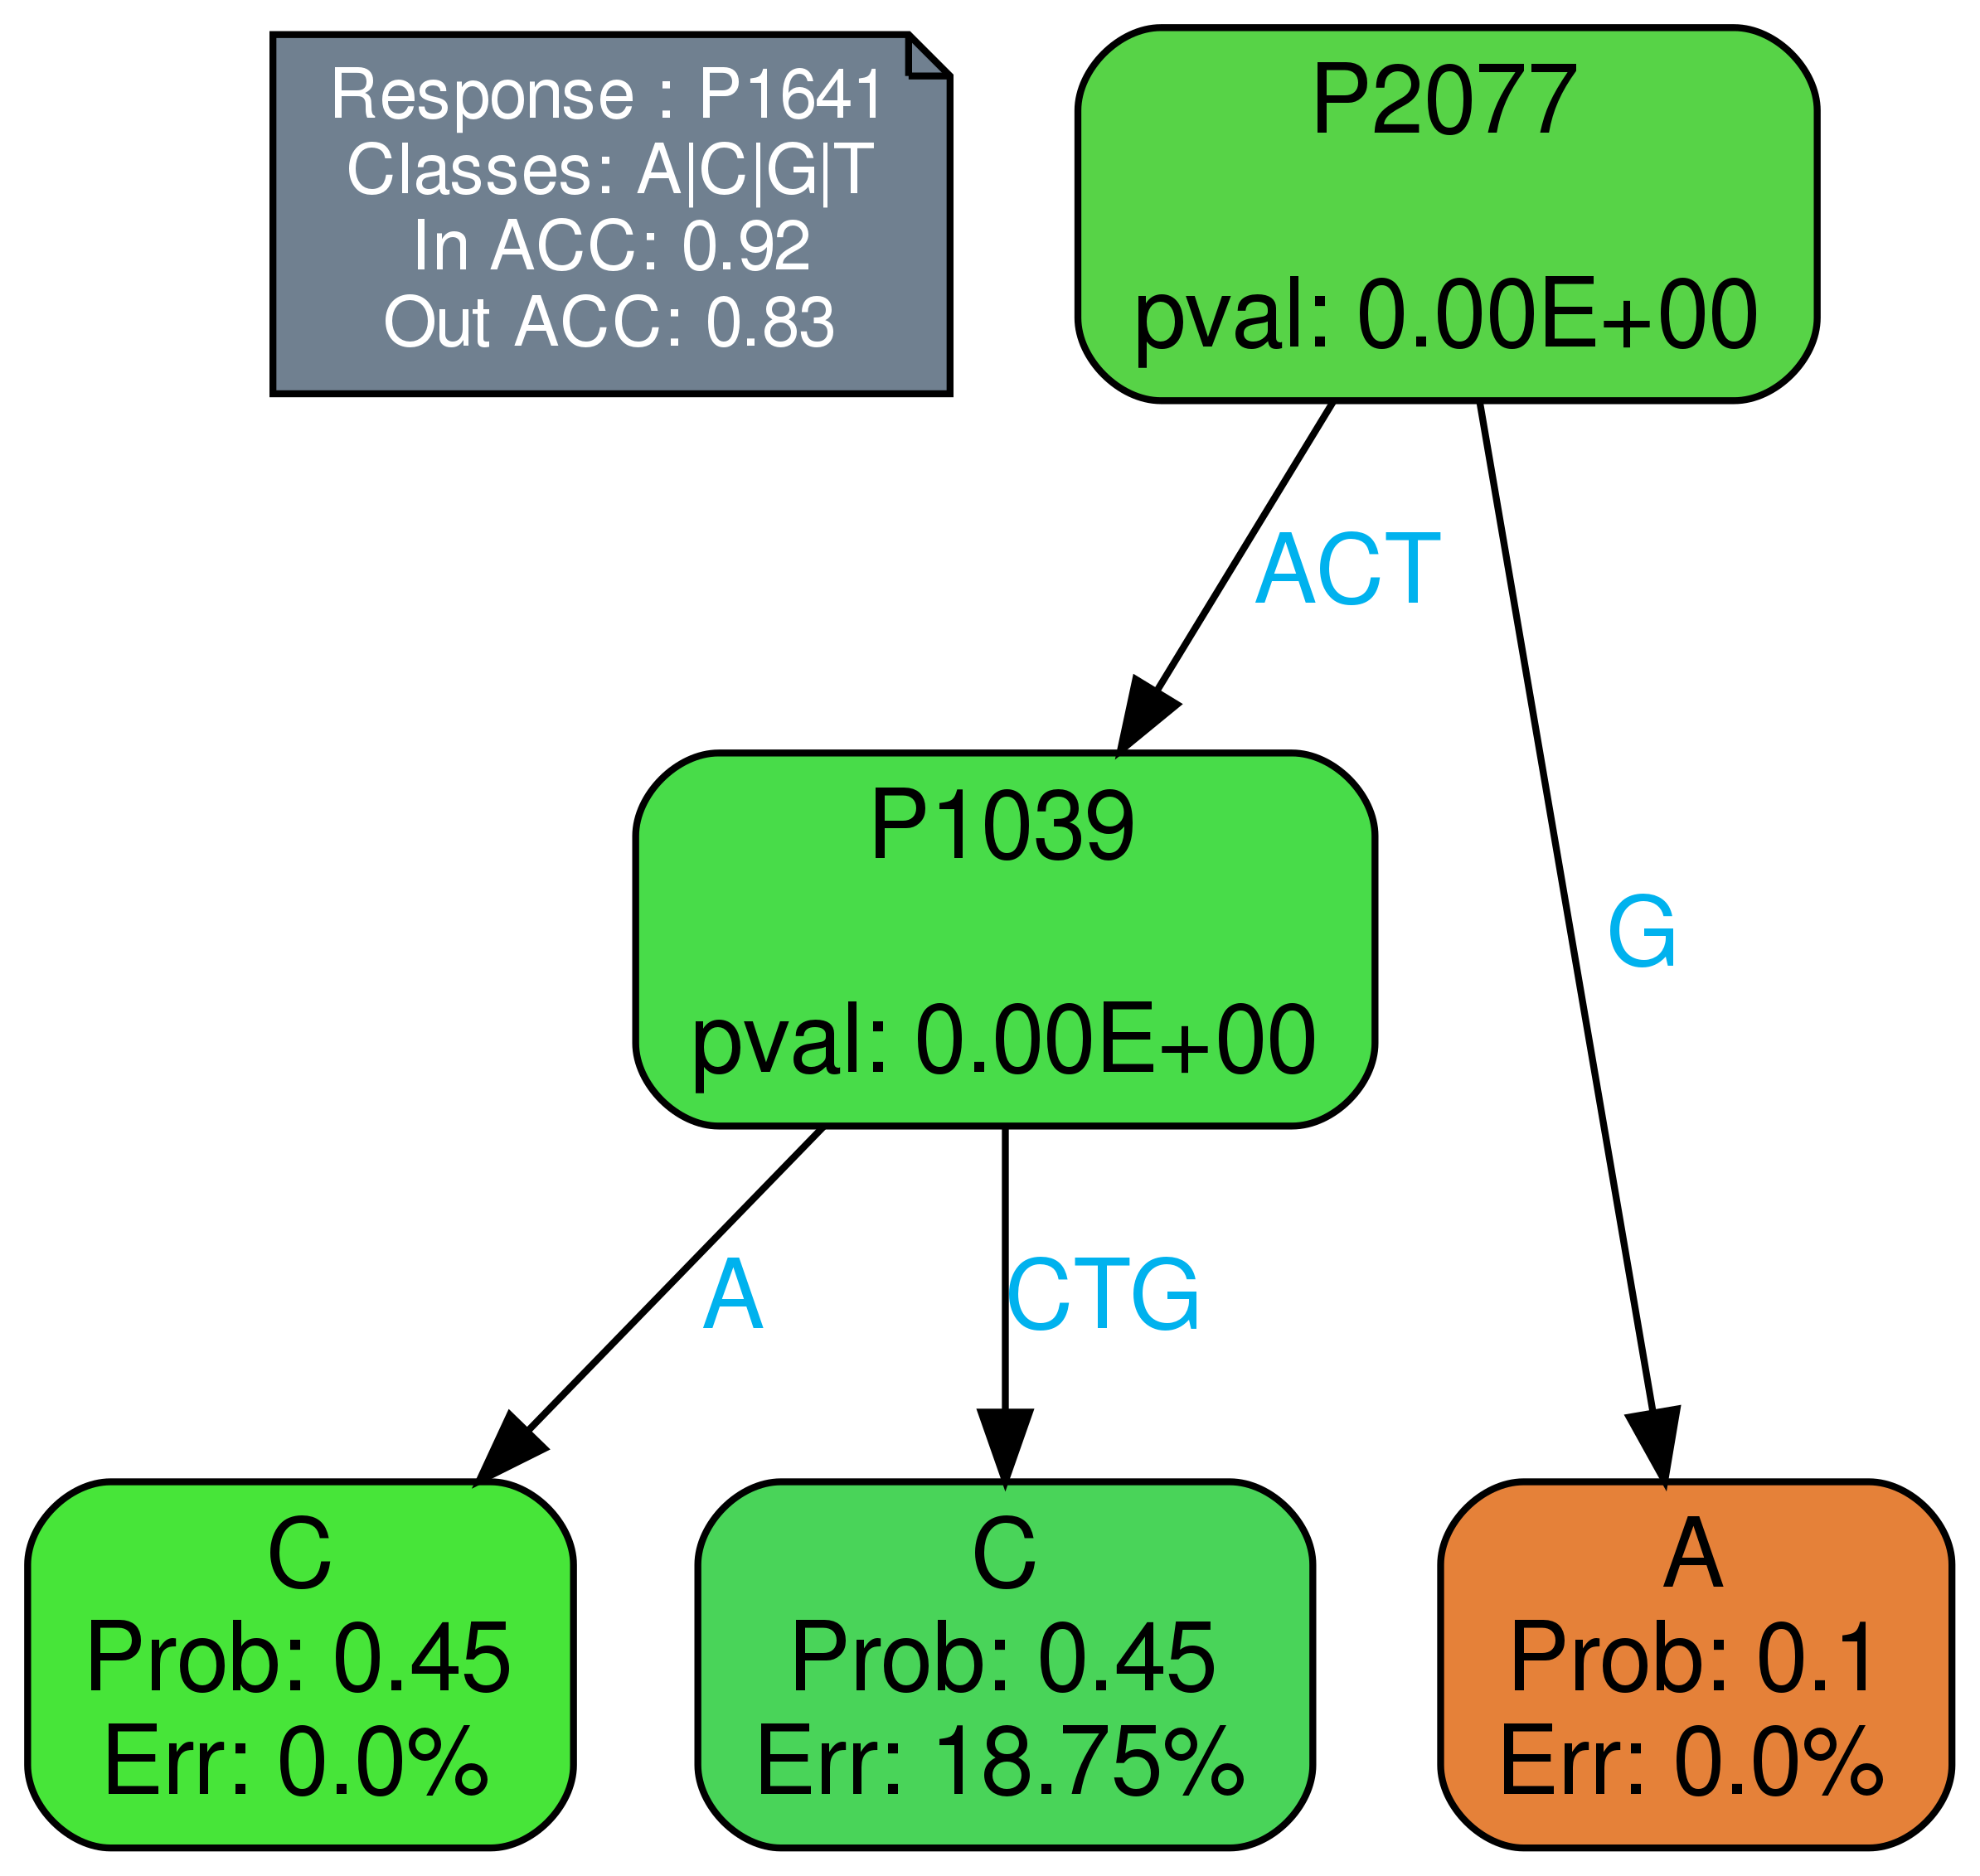 Response : P1641
Classes: A|C|G|T
In ACC: 0.92
Out ACC: 0.83
P2077
pval: 0.00E+00
ACT
G
P1039
pval: 0.00E+00
A
CTG
C
Prob: 0.45
Err: 0.0%
C
Prob: 0.45
Err: 18.75%
A
Prob: 0.1
Err: 0.0%